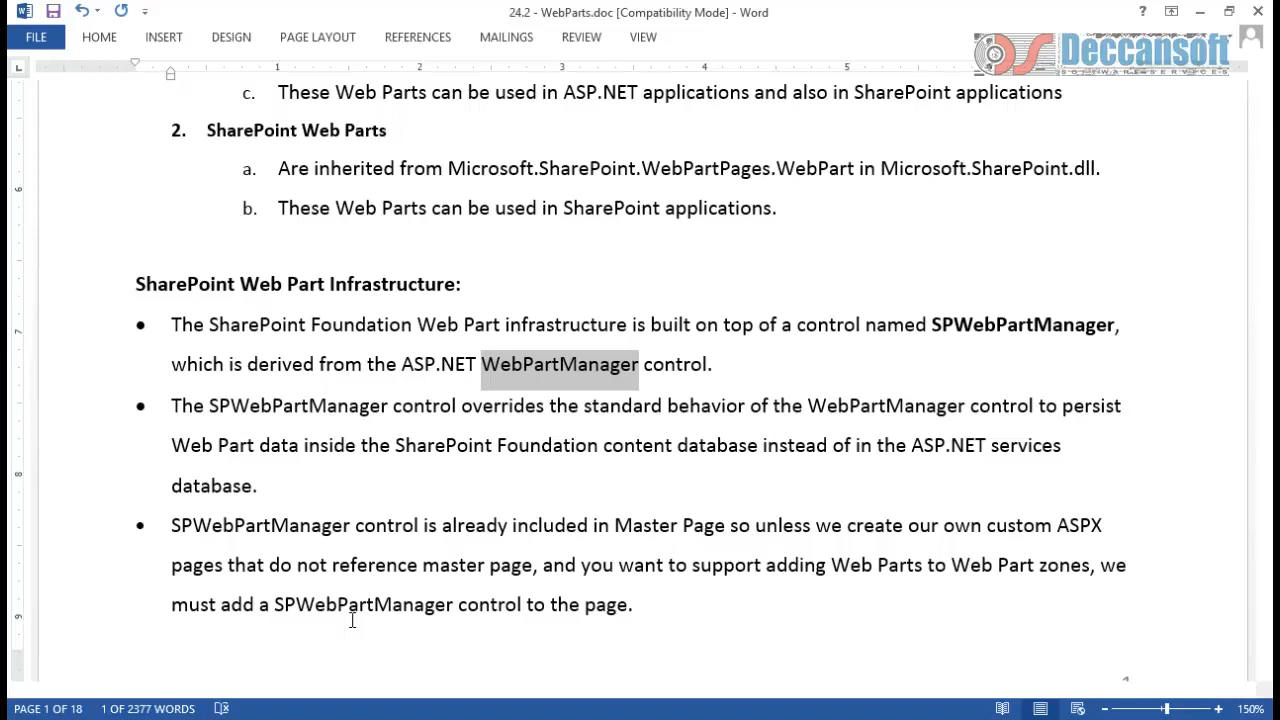 24.2 - WebParts.doc [Compatibility Mode] - Word
FILE HOME INSERT DESIGN PAGE LAYOUT REFERENCES MAILINGS REVIEW VIEW
Deccansoft
SOFTWARE SERVICES
1 2 3 4 5
c. These Web Parts can be used in ASP.NET applications and also in SharePoint applications
2. SharePoint Web Parts
a. Are inherited from Microsoft.SharePoint.WebPartPages.WebPart in Microsoft.SharePoint.dll.
b. These Web Parts can be used in SharePoint applications.
SharePoint Web Part Infrastructure:
• The SharePoint Foundation Web Part infrastructure is built on top of a control named SPWebPartManager,
which is derived from the ASP.NET WebPartManager control.
• The SPWebPartManager control overrides the standard behavior of the WebPartManager control to persist
Web Part data inside the SharePoint Foundation content database instead of in the ASP.NET services
database.
• SPWebPartManager control is already included in Master Page so unless we create our own custom ASPX
pages that do not reference master page, and you want to support adding Web Parts to Web Part zones, we
must add a SPWebPartManager control to the page.
PAGE 1 OF 18 1 OF 2377 WORDS 150%